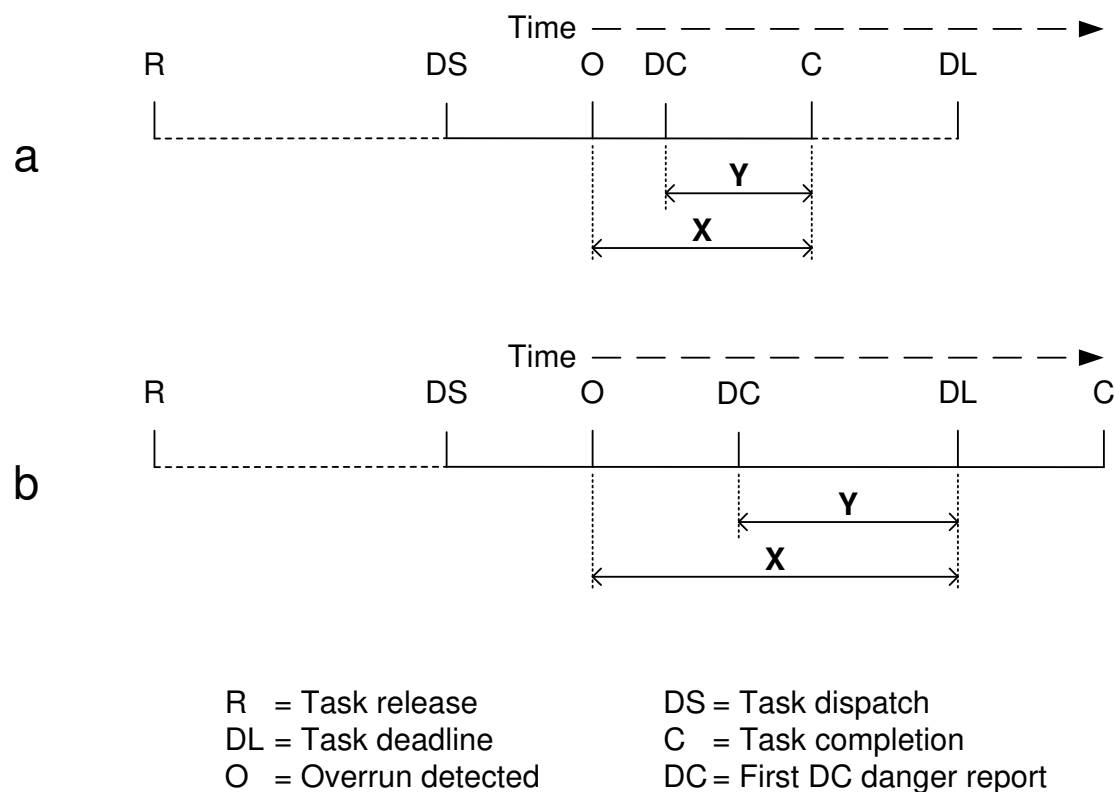 Time
R DS O DC C DL
a
Y
X
Time
R DS O DC DL C
b
Y
X
R = Task release DS = Task dispatch
DL = Task deadline C = Task completion
O = Overrun detected DC = First DC danger report